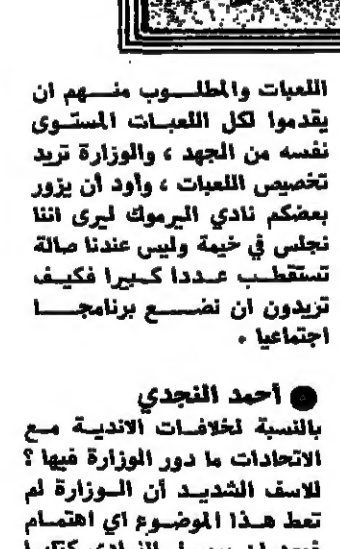 اللعبات والمطلوب منهم ان
يقدموا لكل اللعبات المستوى
نفسه من الجهد ، والوزارة تريد
تخصيص اللعبات ، وأود أن يزور
بعضكم نادي اليرموك ليرى اننا
نجلس في خيمة وليس عندنا صالة
تستقطب عددا كبيرا فكيف
تريدون ان نضع برنامجا
اجتماعيا .
● أحمد النجدي
بالنسبة لخلافات الاندية مع
الاتحادات ما دور الوزارة فيها ؟
للاسف الشديد أن الوزارة لم
تعط هذا الموضوع اي اهتمام